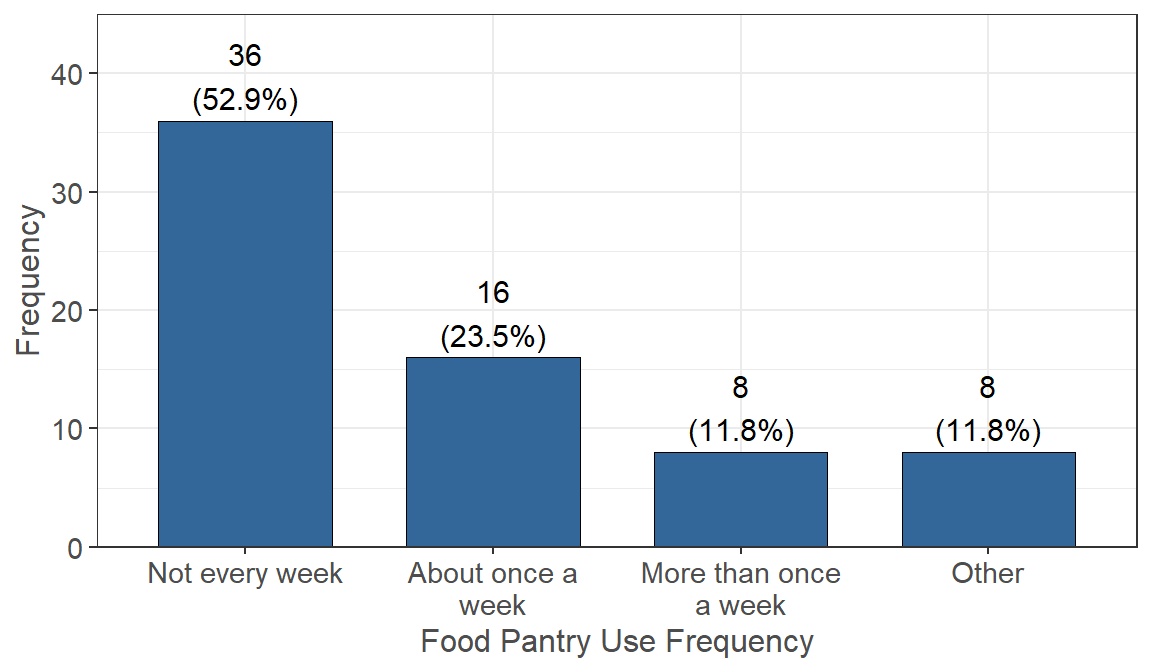 36
(52.9%)
16
(23.5%)
8
(11.8%)
8
(11.8%)
Frequency
40
30
20
10
0
Not every week
About once a
week
More than once
a week
Other
Food Pantry Use Frequency